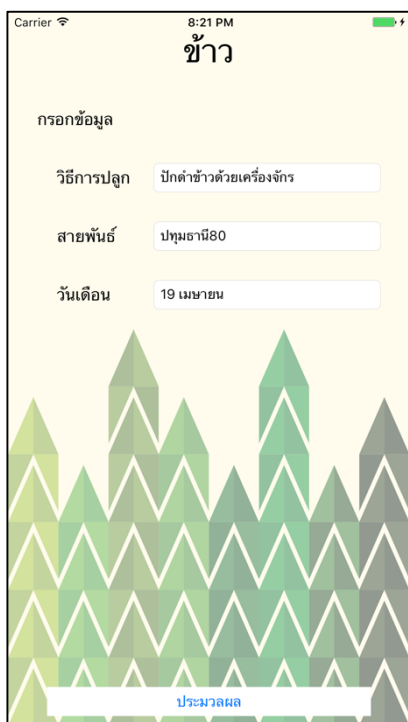 Carrier 8:21 PM
ข้าว
กรอกข้อมูล
วิธีการปลูก ปักดำข้าวด้วยเครื่องจักร
สายพันธ์ ปทุมธานี80
วันเดือน 19 เมษายน
ประมวลผล